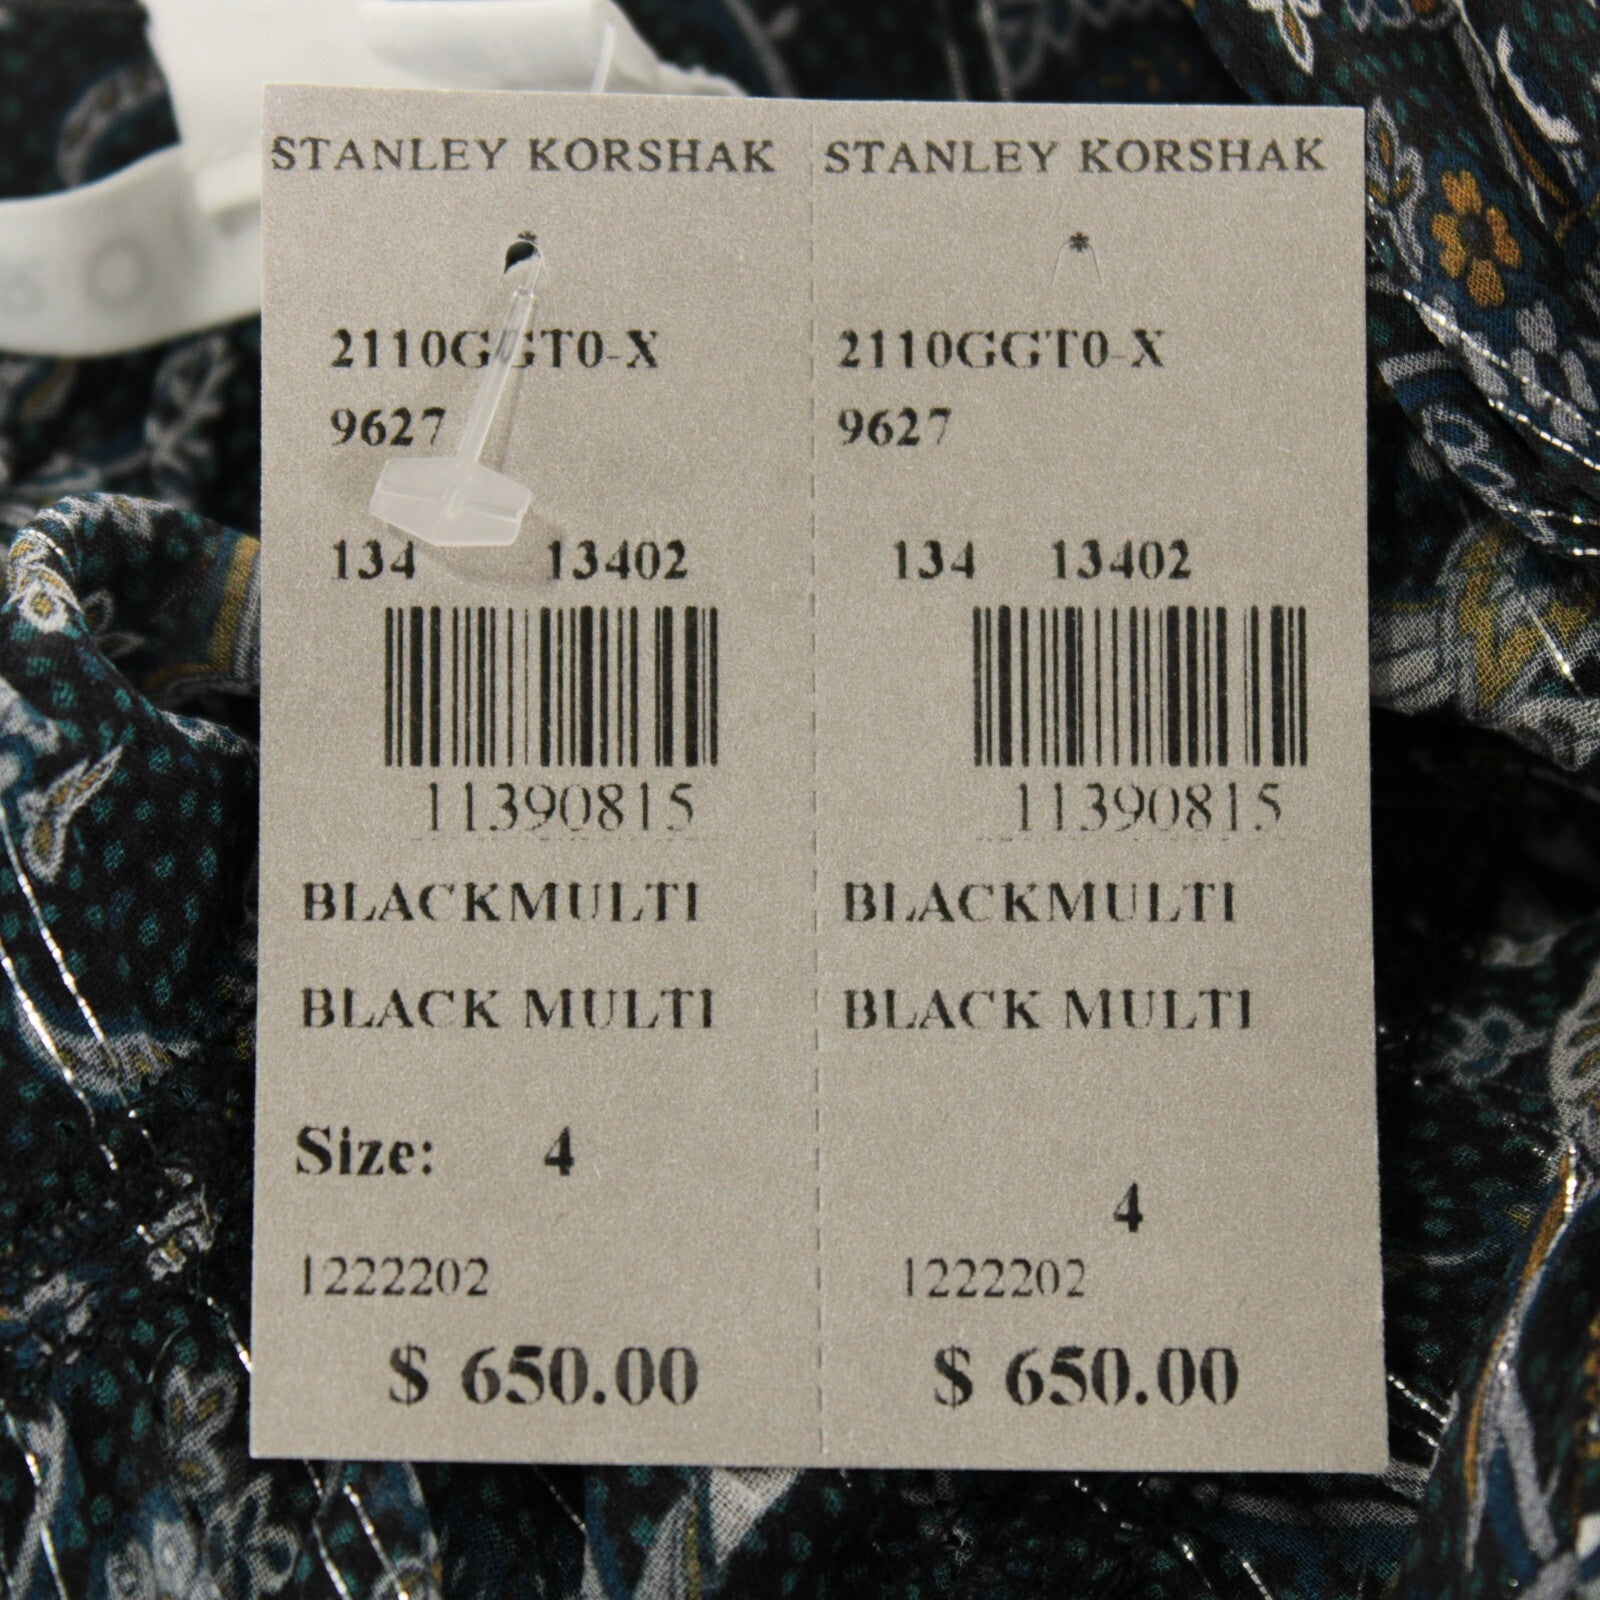 STANLEY KORSHAK
*
2110GGT0-X
9627
134 13402
11390815
BLACKMULTI
BLACK MULTI
Size: 4
1222202
$ 650.00
STANLEY KORSHAK
*
2110GGT0-X
9627
134 13402
11390815
BLACKMULTI
BLACK MULTI
4
1222202
$ 650.00